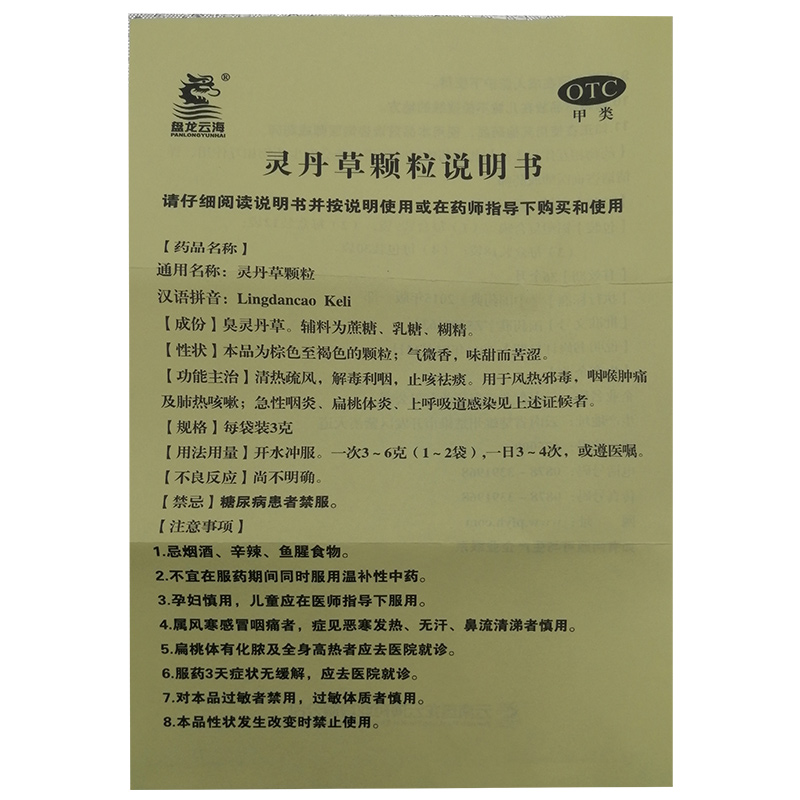 盘龙云海®
PANLONGYUNHAI
OTC
甲类
灵丹草颗粒说明书
请仔细阅读说明书并按说明使用或在药师指导下购买和使用
【药品名称】
通用名称：灵丹草颗粒
汉语拼音：Lingdancao Keli
【成份】臭灵丹草。辅料为蔗糖、乳糖、糊精。
【性状】本品为棕色至褐色的颗粒；气微香，味甜而苦涩。
【功能主治】清热疏风，解毒利咽，止咳祛痰。用于风热邪毒，咽喉肿痛
及肺热咳嗽；急性咽炎、扁桃体炎、上呼吸道感染见上述证候者。
【规格】每袋装3克
【用法用量】开水冲服。一次3～6克（1～2袋）,一日3～4次，或遵医嘱。
【不良反应】尚不明确。
【禁忌】糖尿病患者禁服。
【注意事项】
1.忌烟酒、辛辣、鱼腥食物。
2.不宜在服药期间同时服用温补性中药。
3.孕妇慎用，儿童应在医师指导下服用。
4.属风寒感冒咽痛者，症见恶寒发热、无汗、鼻流清涕者慎用。
5.扁桃体有化脓及全身高热者应去医院就诊。
6.服药3天症状无缓解，应去医院就诊。
7.对本品过敏者禁用，过敏体质者慎用。
8.本品性状发生改变时禁止使用。